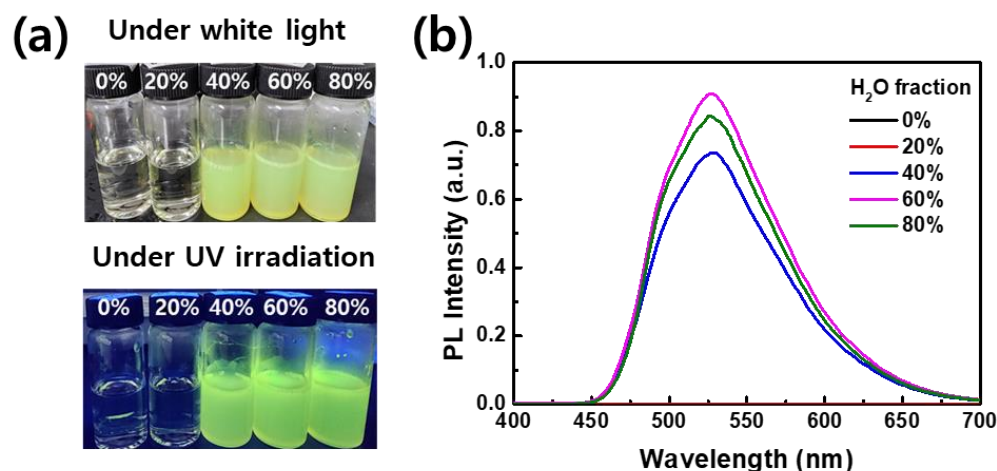 (a)
Under white light
0% 20% 40% 60% 80%
Under UV irradiation
0% 20% 40% 60% 80%
(b)
PL Intensity (a.u.)
1.0
0.8
0.6
0.4
0.2
0.0
400 450 500 550 600 650 700
Wavelength (nm)
H₂O fraction
0%
20%
40%
60%
80%